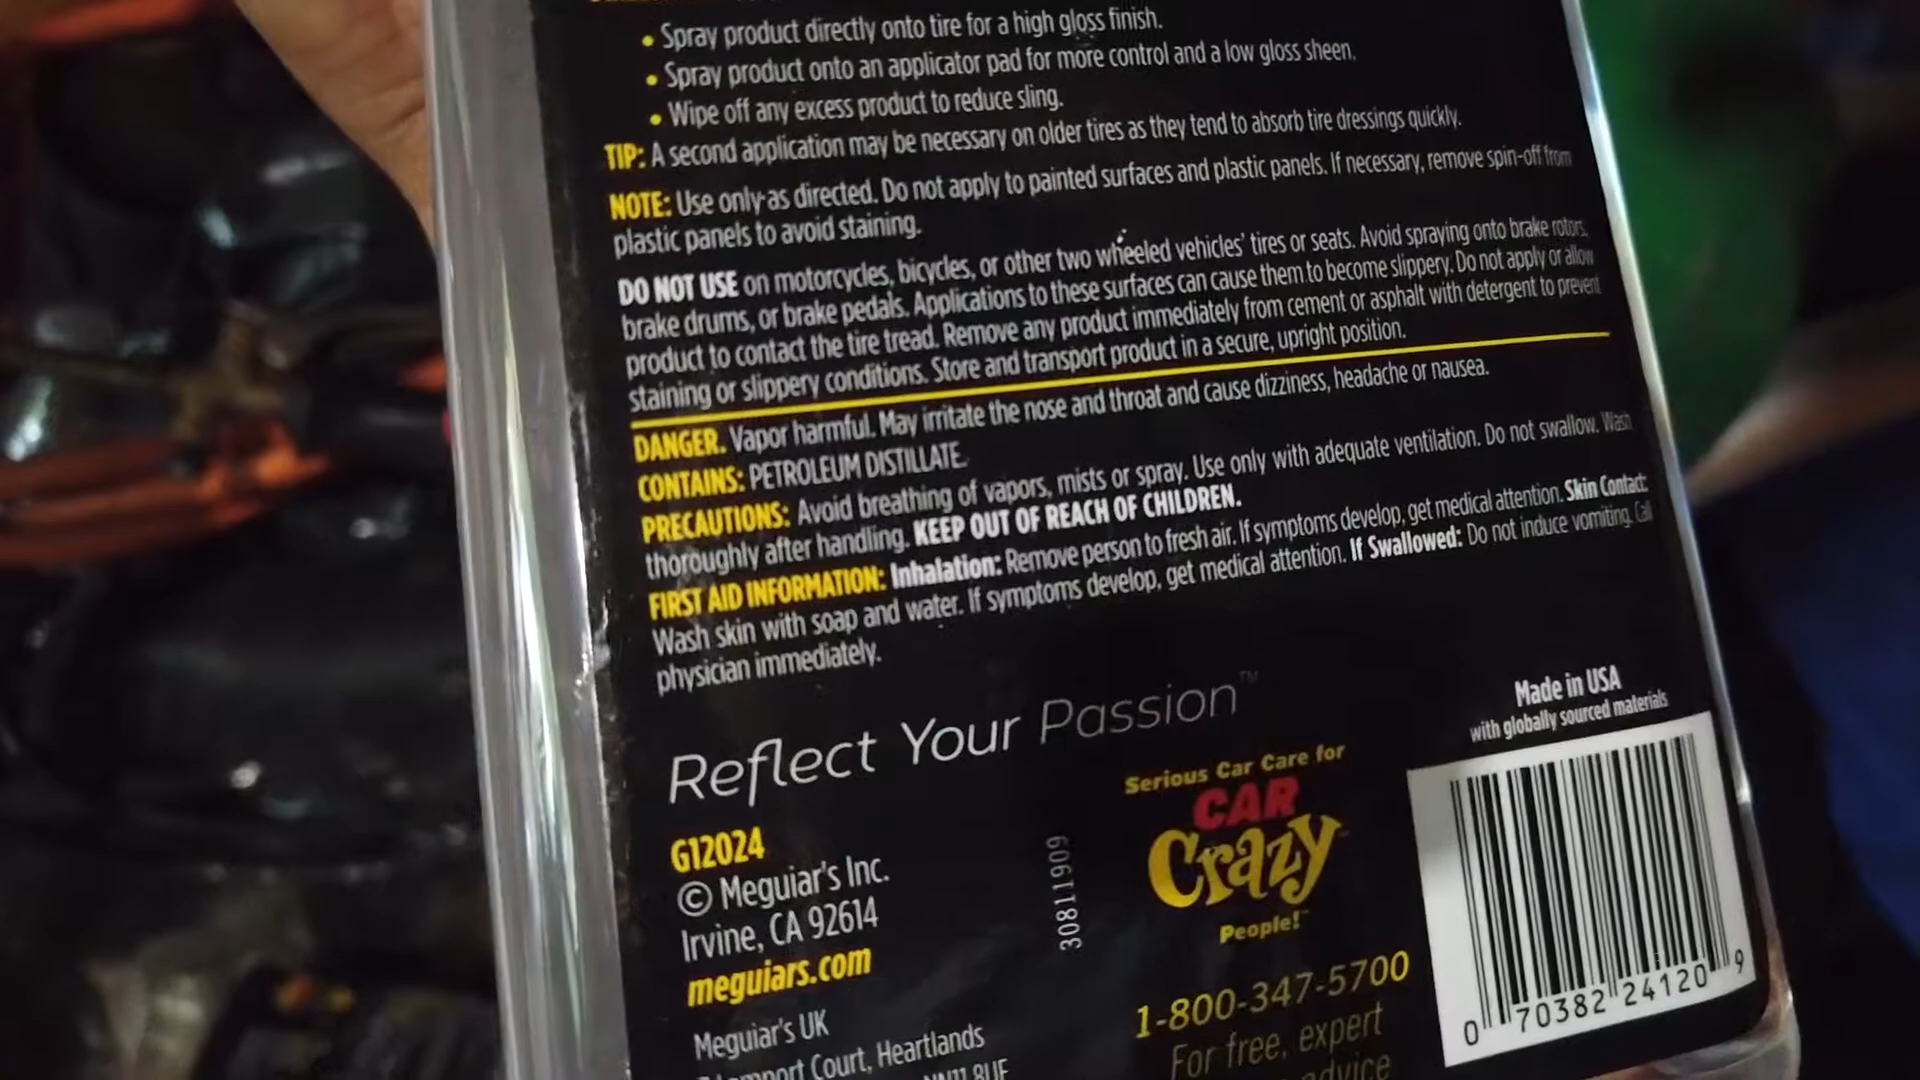 • Spray product directly onto tire for a high gloss finish.
• Spray product onto an applicator pad for more control and a low gloss sheen.
• Wipe off any excess product to reduce sling.
TIP: A second application may be necessary on older tires as they tend to absorb tire dressings quickly.
NOTE: Use only as directed. Do not apply to painted surfaces and plastic panels. If necessary, remove spin-off from
plastic panels to avoid staining.
DO NOT USE on motorcycles, bicycles, or other two wheeled vehicles' tires or seats. Avoid spraying onto brake rotors,
brake drums, or brake pedals. Applications to these surfaces can cause them to become slippery. Do not apply or allow
product to contact the tire tread. Remove any product immediately from cement or asphalt with detergent to prevent
staining or slippery conditions. Store and transport product in a secure, upright position.
DANGER. Vapor harmful. May irritate the nose and throat and cause dizziness, headache or nausea.
CONTAINS: PETROLEUM DISTILLATE.
PRECAUTIONS: Avoid breathing of vapors, mists or spray. Use only with adequate ventilation. Do not swallow. Wash
thoroughly after handling. KEEP OUT OF REACH OF CHILDREN.
FIRST AID INFORMATION: Inhalation: Remove person to fresh air. If symptoms develop, get medical attention. Skin Contact:
Wash skin with soap and water. If symptoms develop, get medical attention. If Swallowed: Do not induce vomiting. Call
physician immediately.
Reflect Your Passion™
Made in USA
with globally sourced materials
Serious Car Care for
CAR
Crazy
People!
G12024
© Meguiar's Inc.
Irvine, CA 92614
meguiars.com
Meguiar's UK
Court, Heartlands
NN11 8UF
30811909
1-800-347-5700
For free, expert
advice
0 70382 24120 9